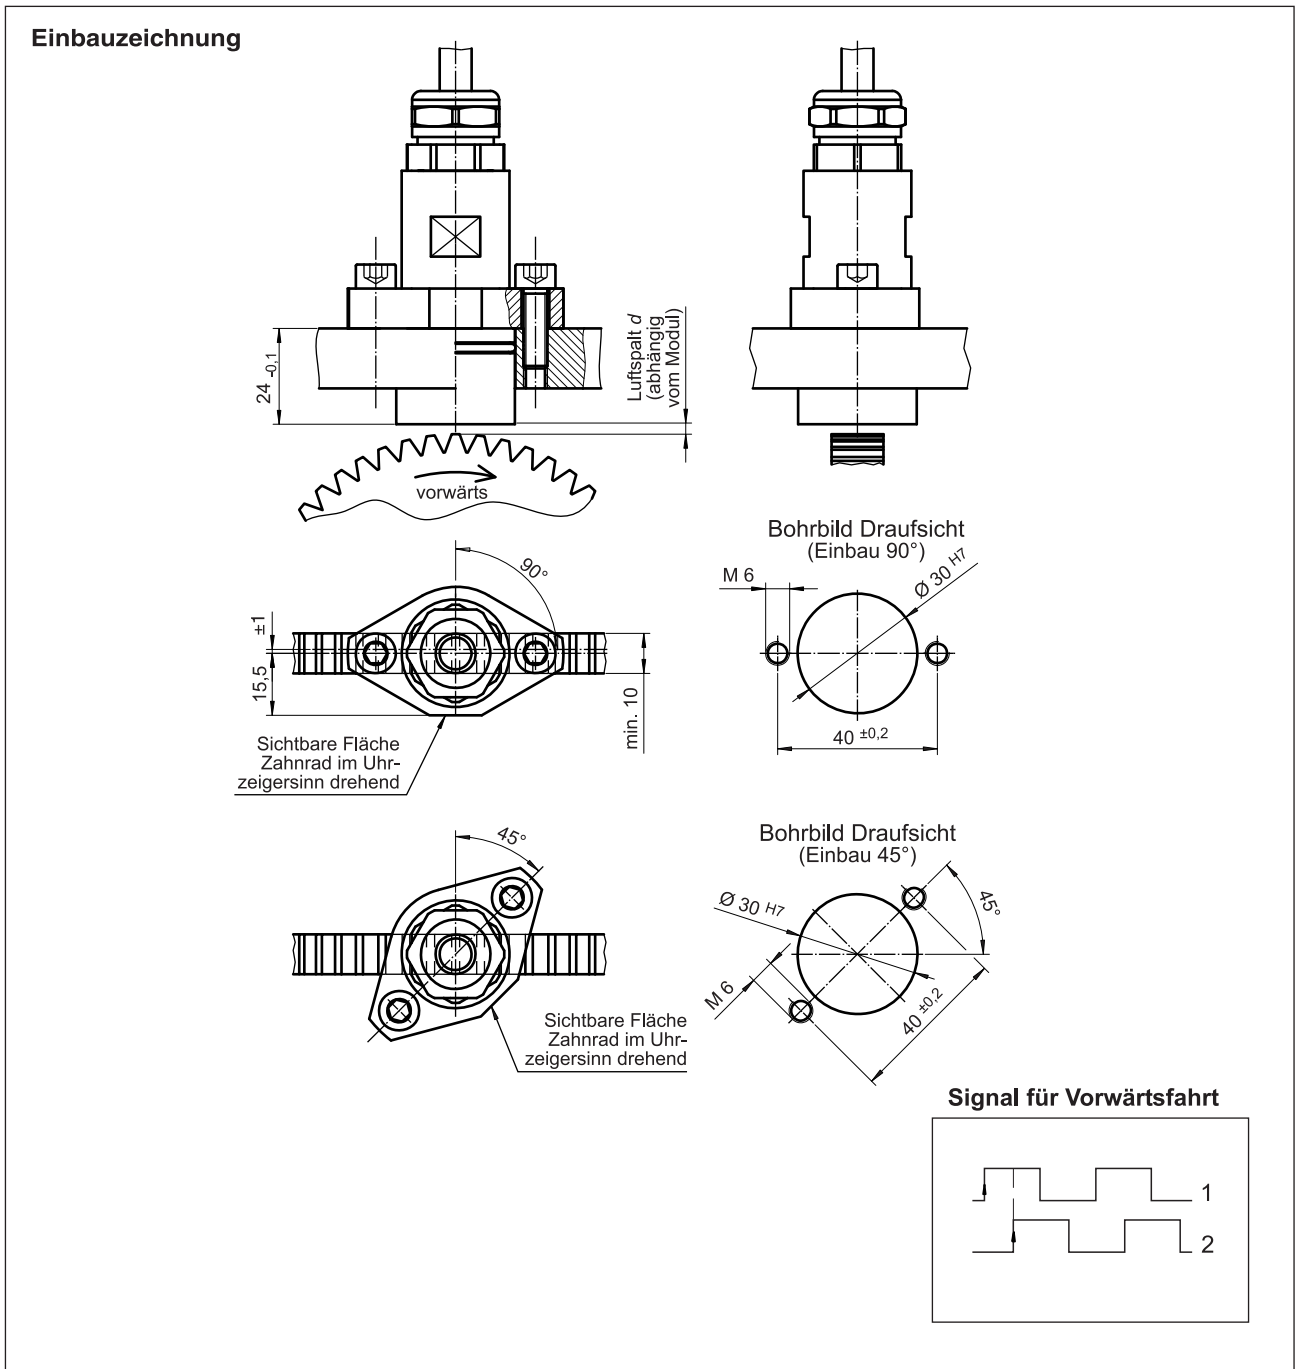 Einbauzeichnung
24 -0,1
Luftspalt d
(abhängig
vom Modul)
vorwärts
Bohrbild Draufsicht
(Einbau 90°)
90°
M 6
Ø 30 H7
±1
15,5
min. 10
40 ±0,2
Sichtbare Fläche
Zahnrad im Uhr-
zeigersinn drehend
45°
Bohrbild Draufsicht
(Einbau 45°)
Ø 30 H7
45°
M 6
40 ±0,2
Sichtbare Fläche
Zahnrad im Uhr-
zeigersinn drehend
Signal für Vorwärtsfahrt
1
2